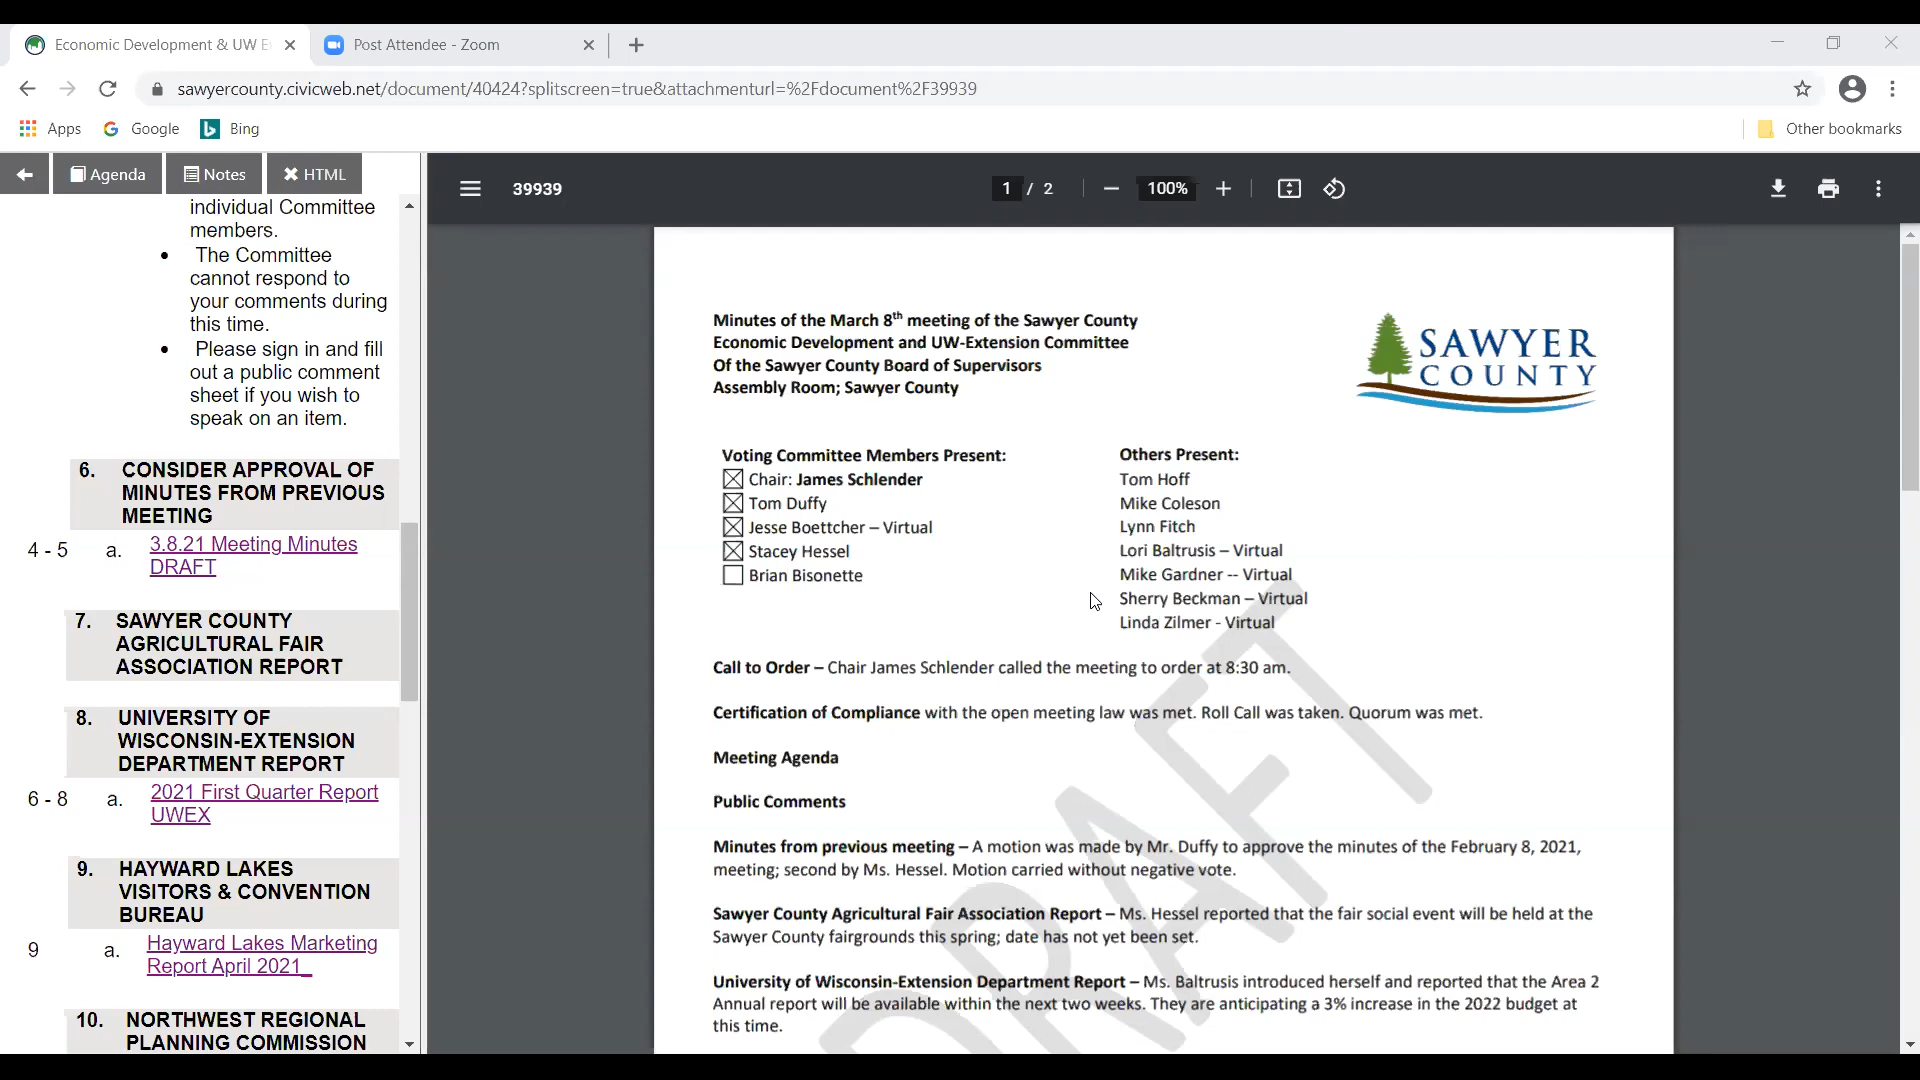 Economic Development & UW E
Post Attendee - Zoom
sawyercounty.civicweb.net/document/40424?splitscreen=true&attachmenturl=%2Fdocument%2F39939
Apps
Google
Bing
Other bookmarks
Agenda
Notes
HTML
individual Committee
members.
• The Committee
cannot respond to
your comments during
this time.
• Please sign in and fill
out a public comment
sheet if you wish to
speak on an item.
6. CONSIDER APPROVAL OF
MINUTES FROM PREVIOUS
MEETING
4 - 5 a. 3.8.21 Meeting Minutes
DRAFT
7. SAWYER COUNTY
AGRICULTURAL FAIR
ASSOCIATION REPORT
8. UNIVERSITY OF
WISCONSIN-EXTENSION
DEPARTMENT REPORT
6 - 8 a. 2021 First Quarter Report
UWEX
9. HAYWARD LAKES
VISITORS & CONVENTION
BUREAU
9 a. Hayward Lakes Marketing
Report April 2021_
10. NORTHWEST REGIONAL
PLANNING COMMISSION
39939
1 / 2
100%
Minutes of the March 8th meeting of the Sawyer County
Economic Development and UW-Extension Committee
Of the Sawyer County Board of Supervisors
Assembly Room; Sawyer County
SAWYER
COUNTY
Voting Committee Members Present:
Chair: James Schlender
Tom Duffy
Jesse Boettcher – Virtual
Stacey Hessel
Brian Bisonette
Others Present:
Tom Hoff
Mike Coleson
Lynn Fitch
Lori Baltrusis – Virtual
Mike Gardner -- Virtual
Sherry Beckman – Virtual
Linda Zilmer - Virtual
Call to Order – Chair James Schlender called the meeting to order at 8:30 am.
Certification of Compliance with the open meeting law was met. Roll Call was taken. Quorum was met.
Meeting Agenda
Public Comments
Minutes from previous meeting – A motion was made by Mr. Duffy to approve the minutes of the February 8, 2021,
meeting; second by Ms. Hessel. Motion carried without negative vote.
Sawyer County Agricultural Fair Association Report – Ms. Hessel reported that the fair social event will be held at the
Sawyer County fairgrounds this spring; date has not yet been set.
University of Wisconsin-Extension Department Report – Ms. Baltrusis introduced herself and reported that the Area 2
Annual report will be available within the next two weeks. They are anticipating a 3% increase in the 2022 budget at
this time.
DRAFT